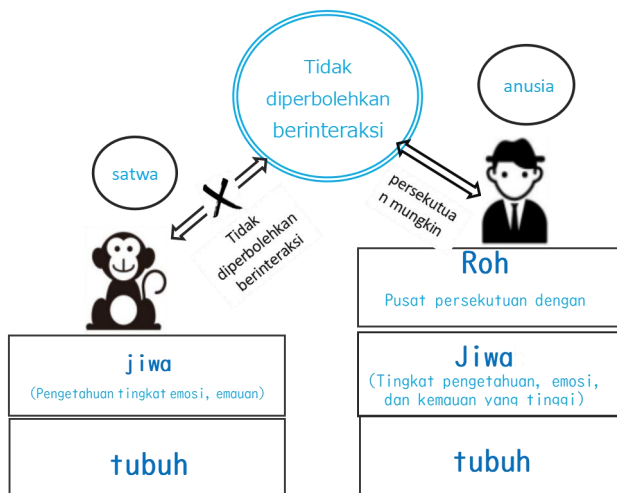 Tidak
diperbolehkan
berinteraksi
anusia
satwa
Tidak
diperbolehkan
berinteraksi
persekutua
n mungkin
Roh
Pusat persekutuan dengan
jiwa
(Pengetahuan tingkat emosi, emauan)
Jiwa
(Tingkat pengetahuan, emosi,
dan kemauan yang tinggi)
tubuh
tubuh